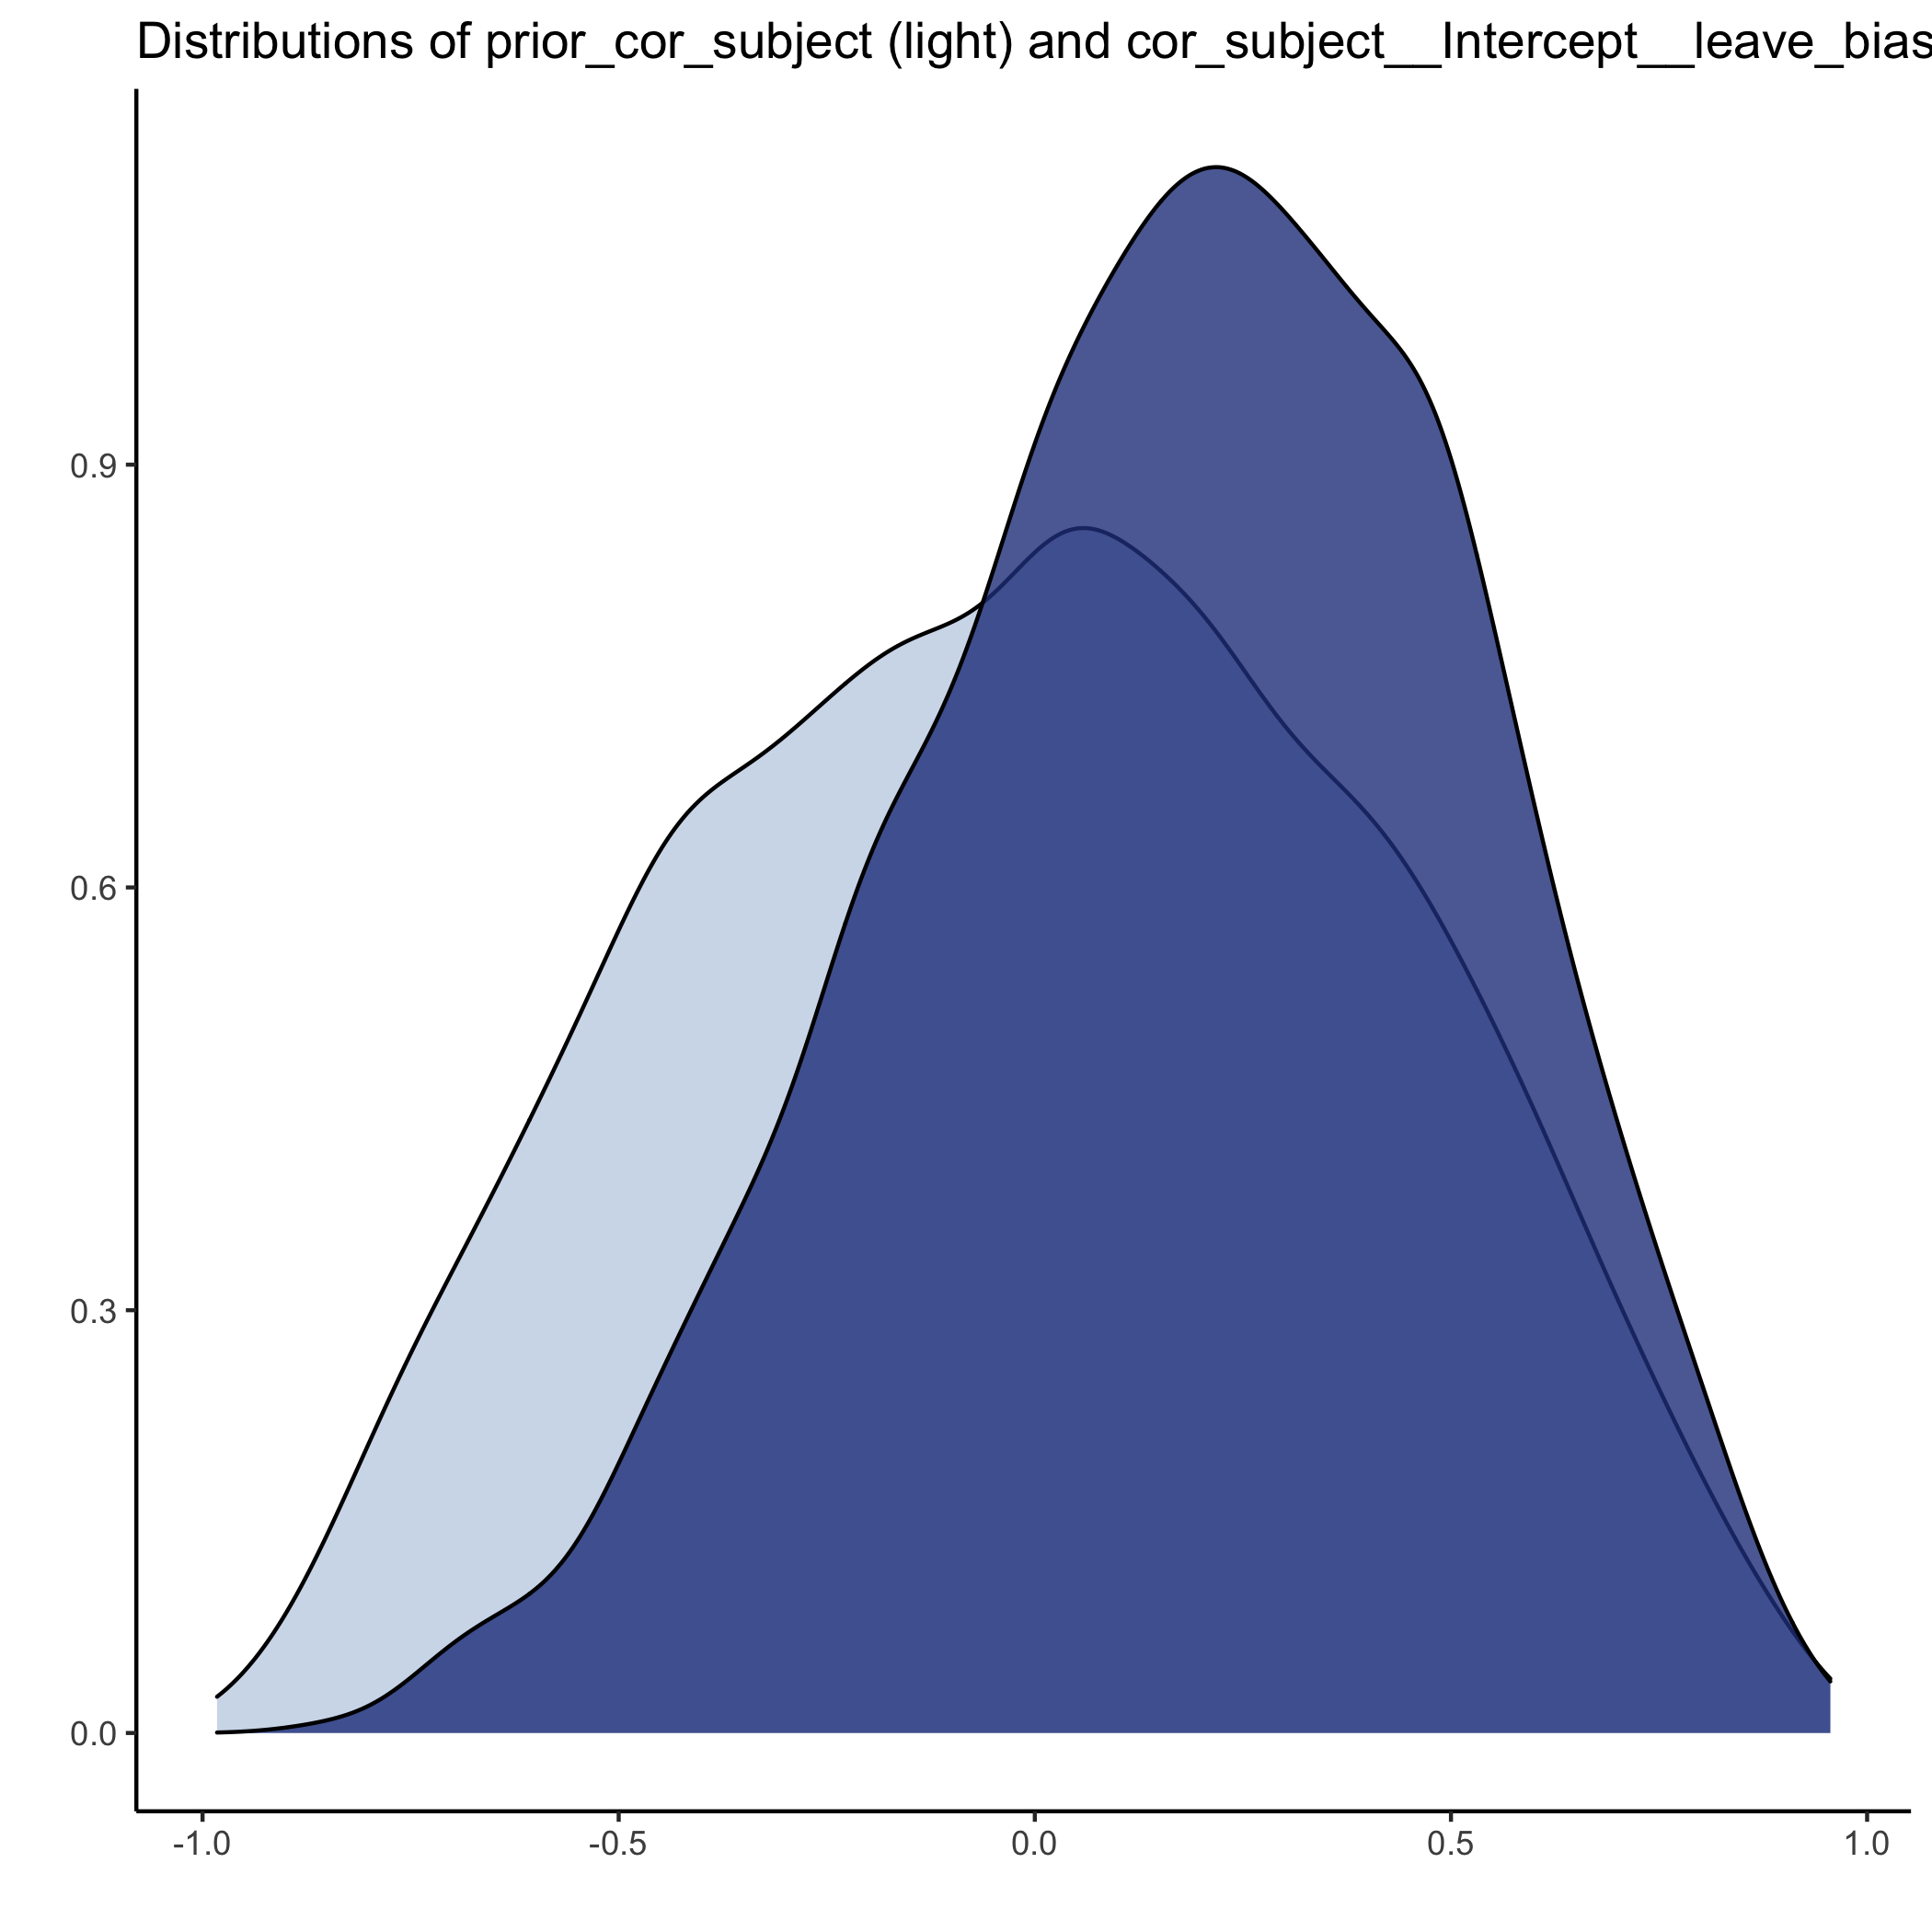 Distributions of prior_cor_subject (light) and cor_subject__Intercept__leave_bias
0.9
0.6
0.3
0.0
-1.0 -0.5 0.0 0.5 1.0